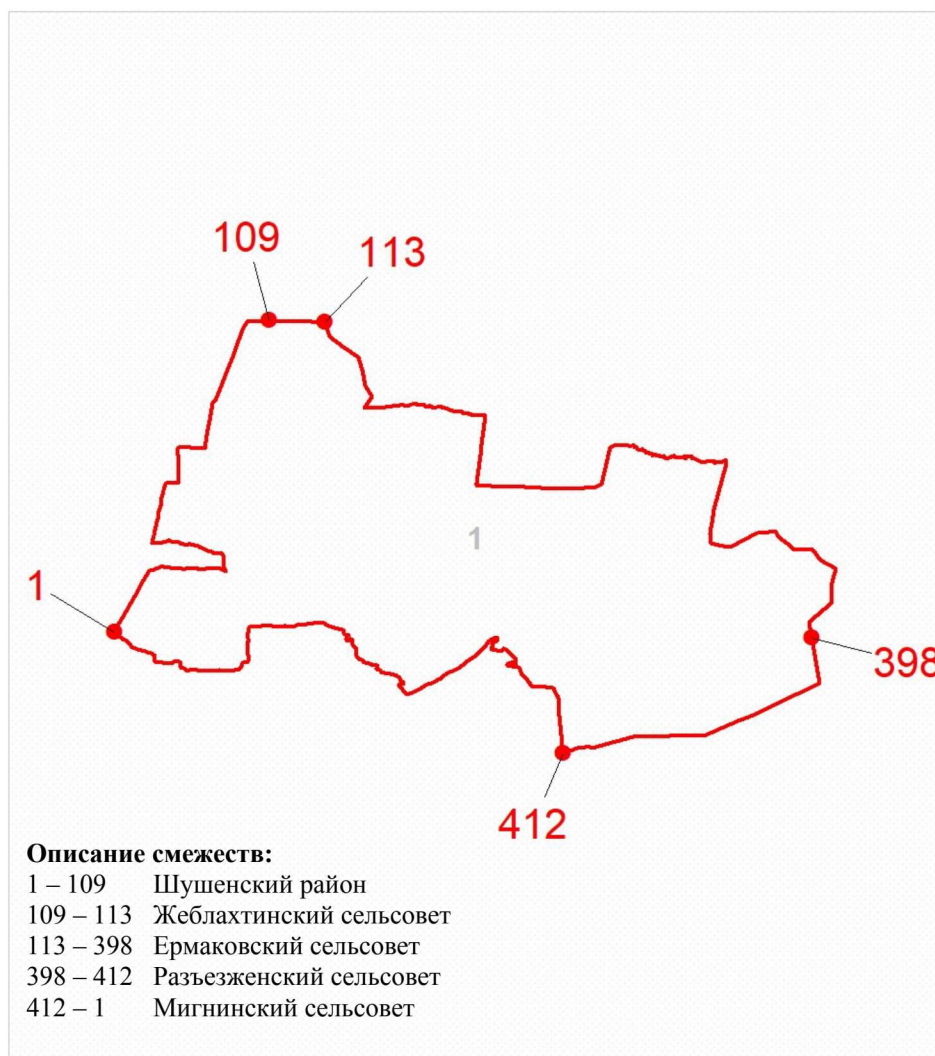 109
113
1
1
398
412
Описание смежеств:
1 – 109 Шушенский район
109 – 113 Жеблахтинский сельсовет
113 – 398 Ермаковский сельсовет
398 – 412 Разъезженский сельсовет
412 – 1 Мигнинский сельсовет